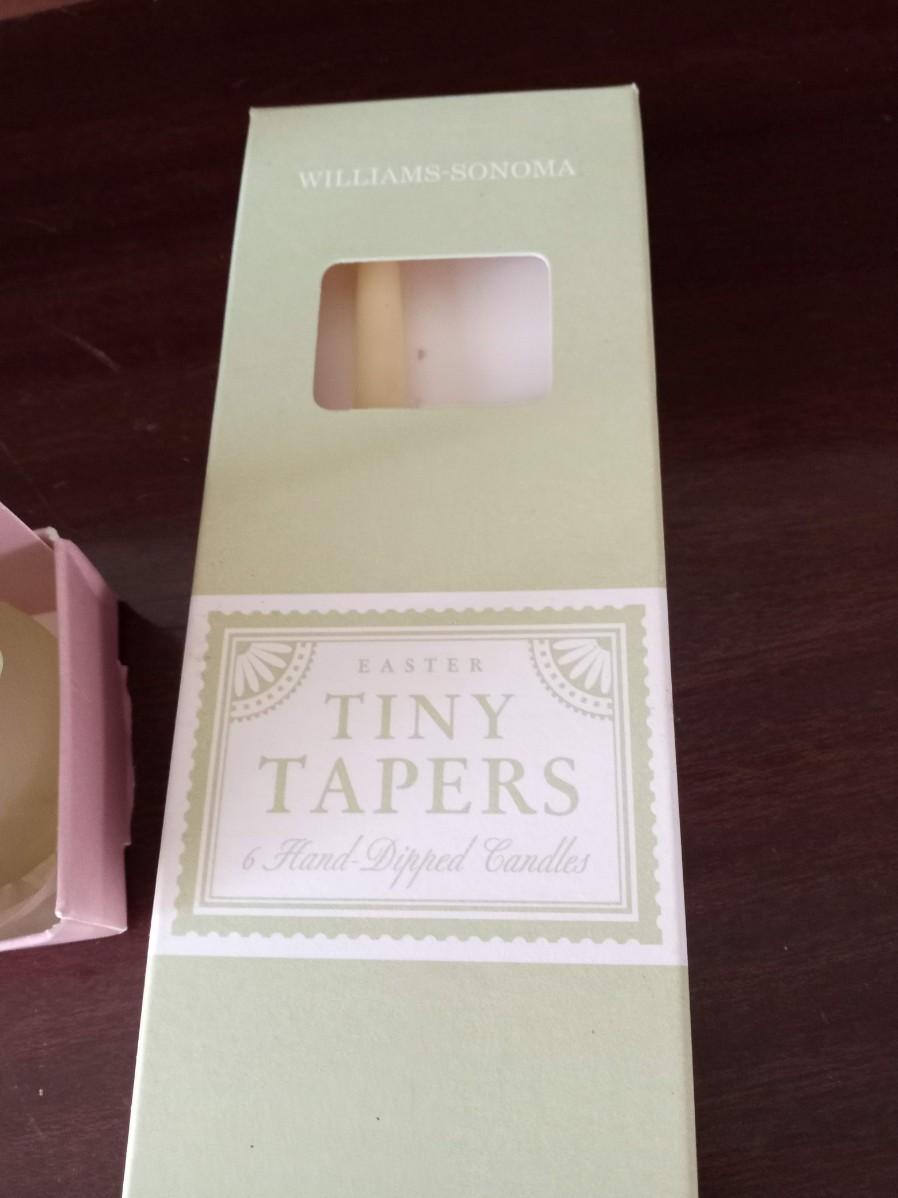 WILLIAMS-SONOMA
EASTER
TINY
TAPERS
6 Hand-Dipped Candles